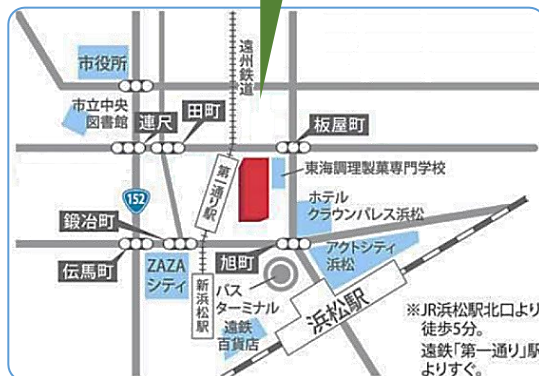 市役所
遠州鉄道
市立中央
図書館
連尺
田町
板屋町
第一通り駅
東海調理製菓専門学校
152
ホテル
クラウンパレス浜松
鍛冶町
アクトシティ
浜松
伝馬町
ZAZA
シティ
旭町
新浜松駅
バス
ターミナル
浜松駅
遠鉄
百貨店
※JR浜松駅北口より
徒歩5分。
遠鉄「第一通り」駅
よりすぐ。